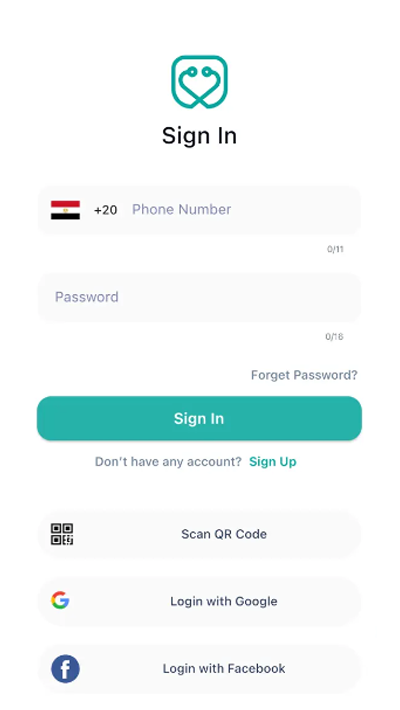 Sign In
+20 Phone Number
0/11
Password
0/16
Forget Password?
Sign In
Don't have any account? Sign Up
Scan QR Code
Login with Google
Login with Facebook